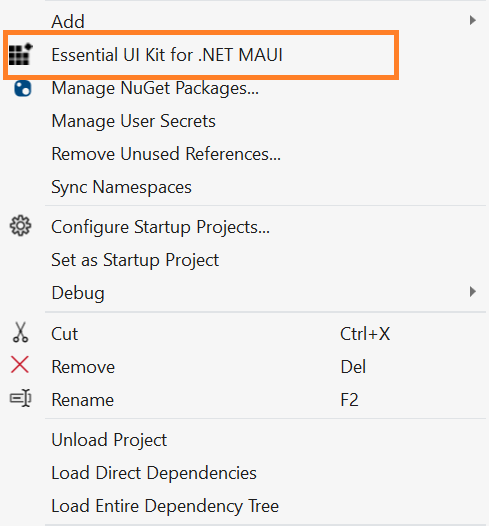 Add
Essential UI Kit for .NET MAUI
Manage NuGet Packages...
Manage User Secrets
Remove Unused References...
Sync Namespaces
Configure Startup Projects...
Set as Startup Project
Debug
Cut Ctrl+X
Remove Del
Rename F2
Unload Project
Load Direct Dependencies
Load Entire Dependency Tree